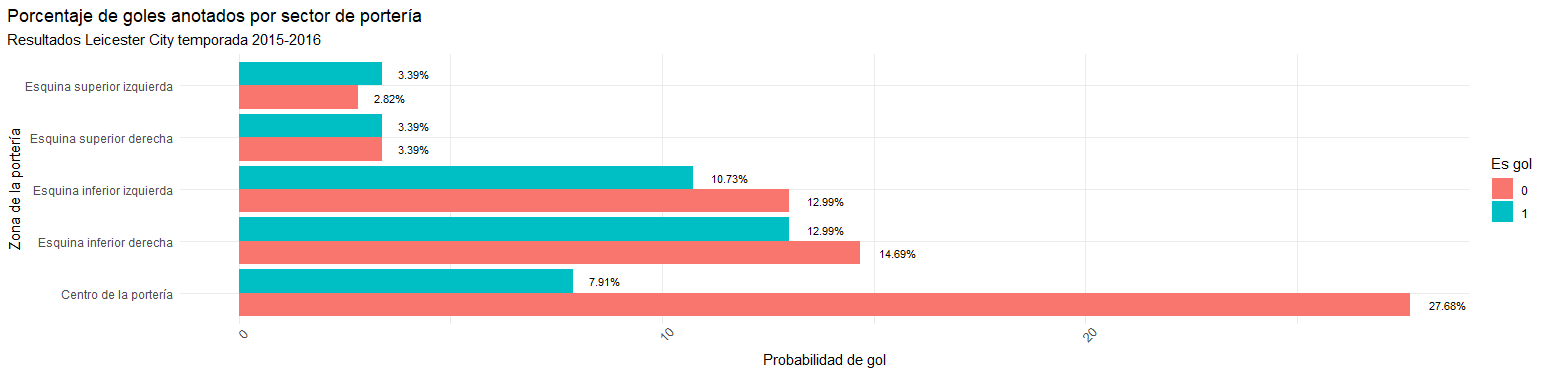 Porcentaje de goles anotados por sector de portería
Resultados Leicester City temporada 2015-2016
Zona de la portería
Esquina superior izquierda
3.39%
2.82%
Esquina superior derecha
3.39%
3.39%
Esquina inferior izquierda
10.73%
12.99%
Esquina inferior derecha
12.99%
14.69%
Centro de la portería
7.91%
27.68%
0
10
20
Probabilidad de gol
Es gol
0
1